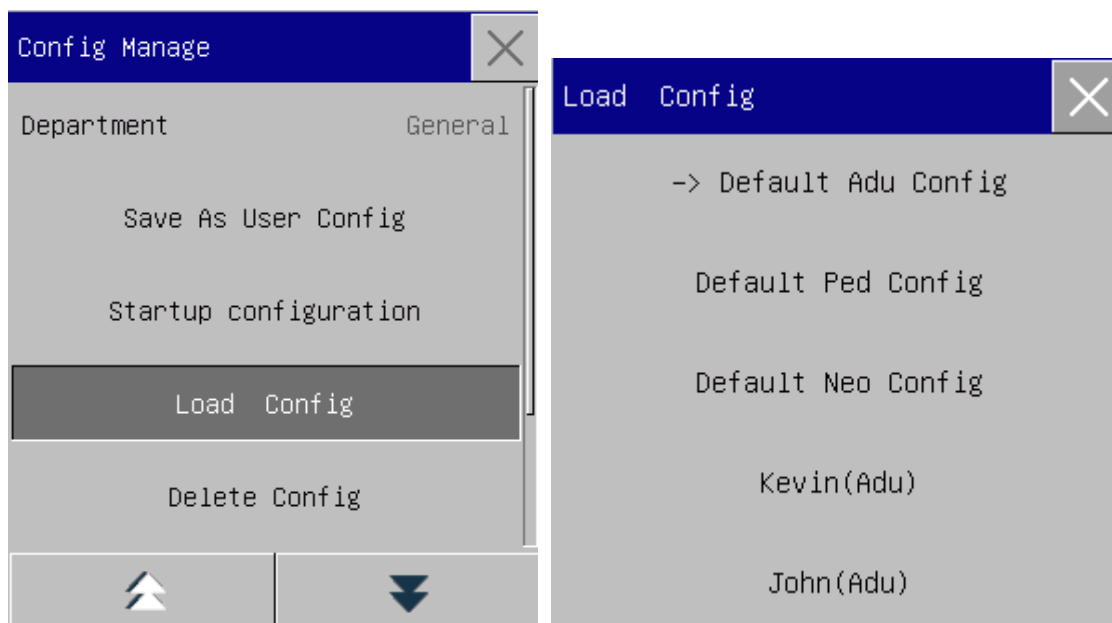 Config Manage
Department General
Save As User Config
Startup configuration
Load Config
Delete Config
Load Config
-> Default Adu Config
Default Ped Config
Default Neo Config
Kevin(Adu)
John(Adu)